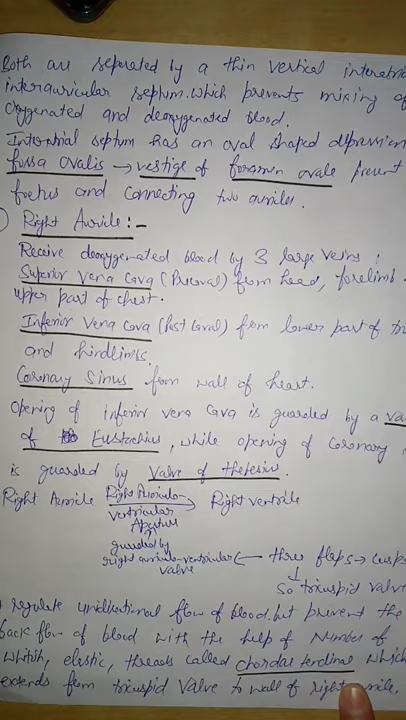 Both are separated by a thin vertical interatri
interauricular septum. which prevents mixing of
Oxygenated and deoxygenated blood.
Interatrial septum has an oval shaped depression
fossa ovalis → vestige of foramen ovale present
foetus and connecting two auricles.
Right Auricle:-
Receive deoxygenated blood by 3 large veins:
Superior Vena Cava (Precaval) from head, forelimb
upper part of chest.
Inferior Vena Cava (Post Caval) from lower part of tr
and hindlimbs.
Coronary Sinus from wall of heart.
Opening of inferior vena Cava is guarded by a va
of Eustachius, while opening of Coronary
is guarded by Valve of thebesius.
Right Auricle Right Auriculo- → Right ventricle
ventricular
Aperture
guarded by
right auriculo-ventricular ← three flaps → cusps
valve
So tricuspid valve
regulate unidirectional flow of blood. but prevent the
back flow of blood with the help of Number of
Whitish, elastic, threads called chordae tendinae which
extends from tricuspid valve to wall of right